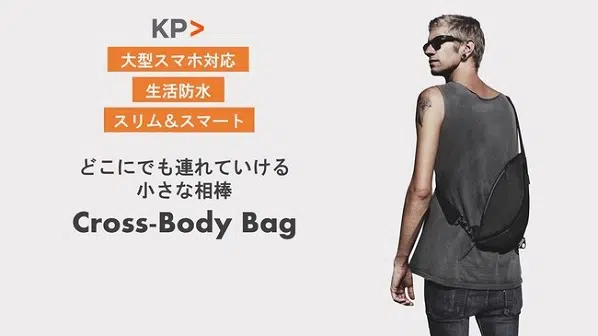 KP>
大型スマホ対応
生活防水
スリム＆スマート
どこにでも連れていける
小さな相棒
Cross-Body Bag